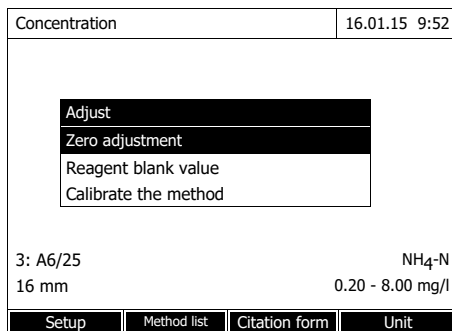 Concentration 16.01.15 9:52
Adjust
Zero adjustment
Reagent blank value
Calibrate the method
3: A6/25 NH4-N
16 mm 0.20 - 8.00 mg/l
Setup Method list Citation form Unit